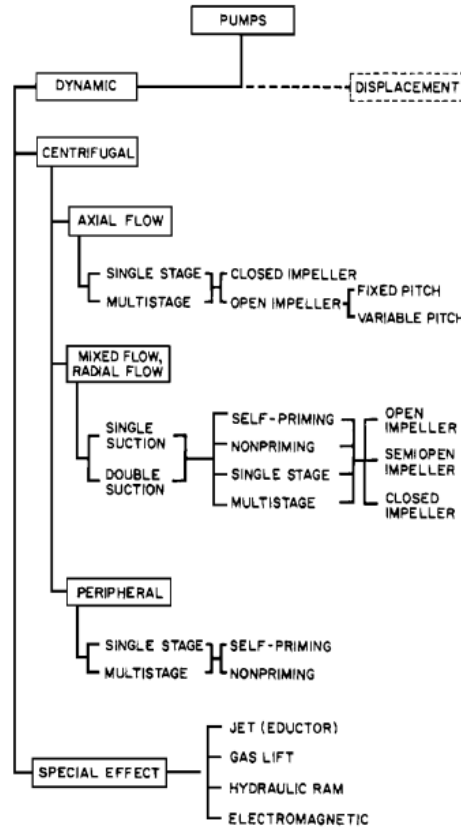 PUMPS
DYNAMIC
DISPLACEMENT
CENTRIFUGAL
AXIAL FLOW
SINGLE STAGE
MULTISTAGE
CLOSED IMPELLER
OPEN IMPELLER
FIXED PITCH
VARIABLE PITCH
MIXED FLOW,
RADIAL FLOW
SINGLE
SUCTION
DOUBLE
SUCTION
SELF-PRIMING
NONPRIMING
SINGLE STAGE
MULTISTAGE
OPEN
IMPELLER
SEMIOPEN
IMPELLER
CLOSED
IMPELLER
PERIPHERAL
SINGLE STAGE
MULTISTAGE
SELF-PRIMING
NONPRIMING
SPECIAL EFFECT
JET (EDUCTOR)
GAS LIFT
HYDRAULIC RAM
ELECTROMAGNETIC